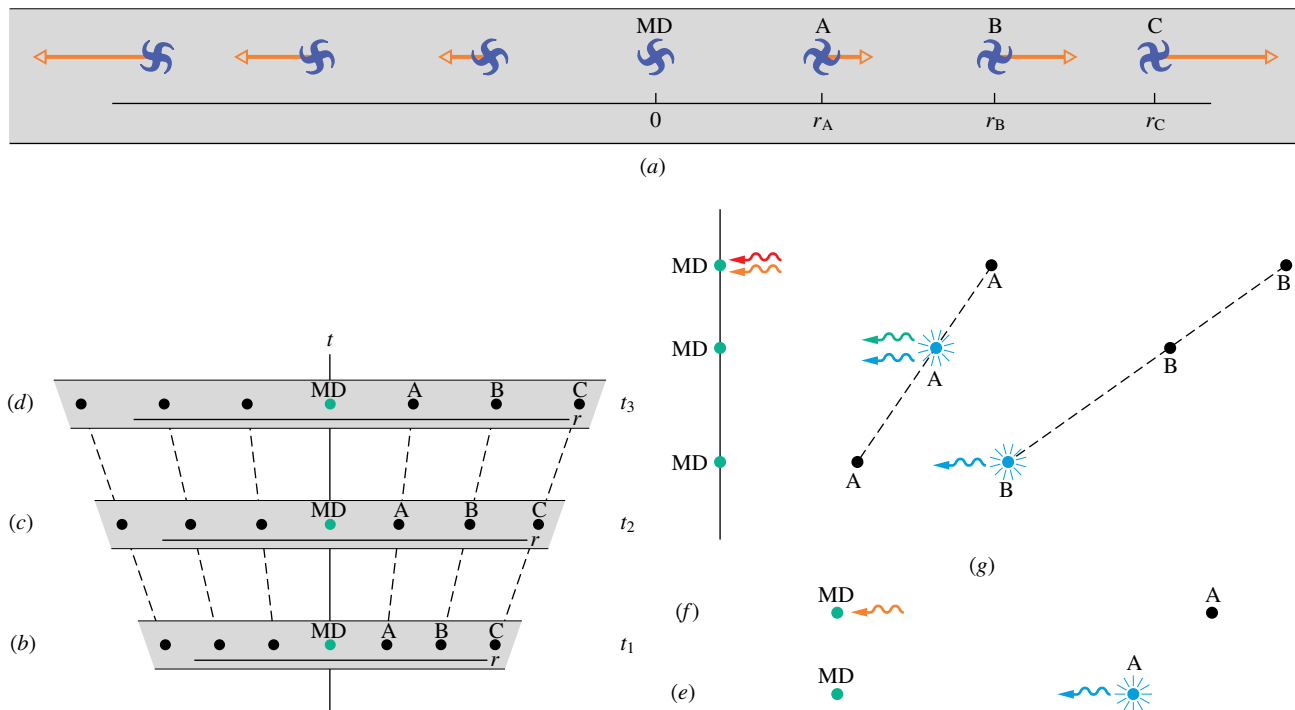 MD A B C
0 rA rB rC
(a)
t
(d) MD A B C t3
r
(c) MD A B C t2
r
(b) MD A B C t1
r
MD A B
MD A B
MD A B
(g)
(f) MD A
(e) MD A